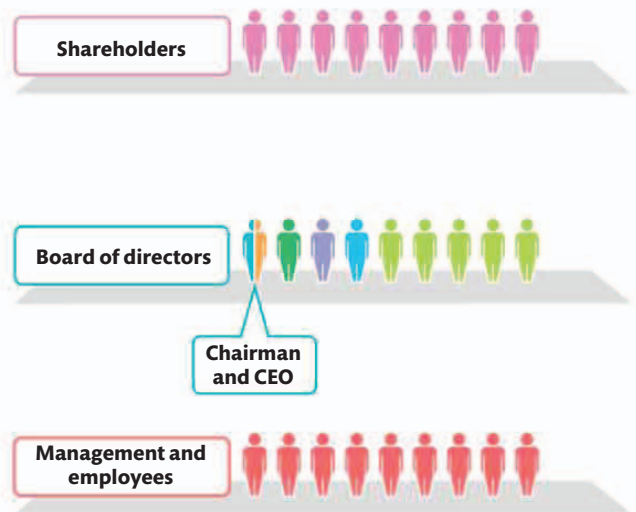 Shareholders
Board of directors
Chairman
and CEO
Management and
employees